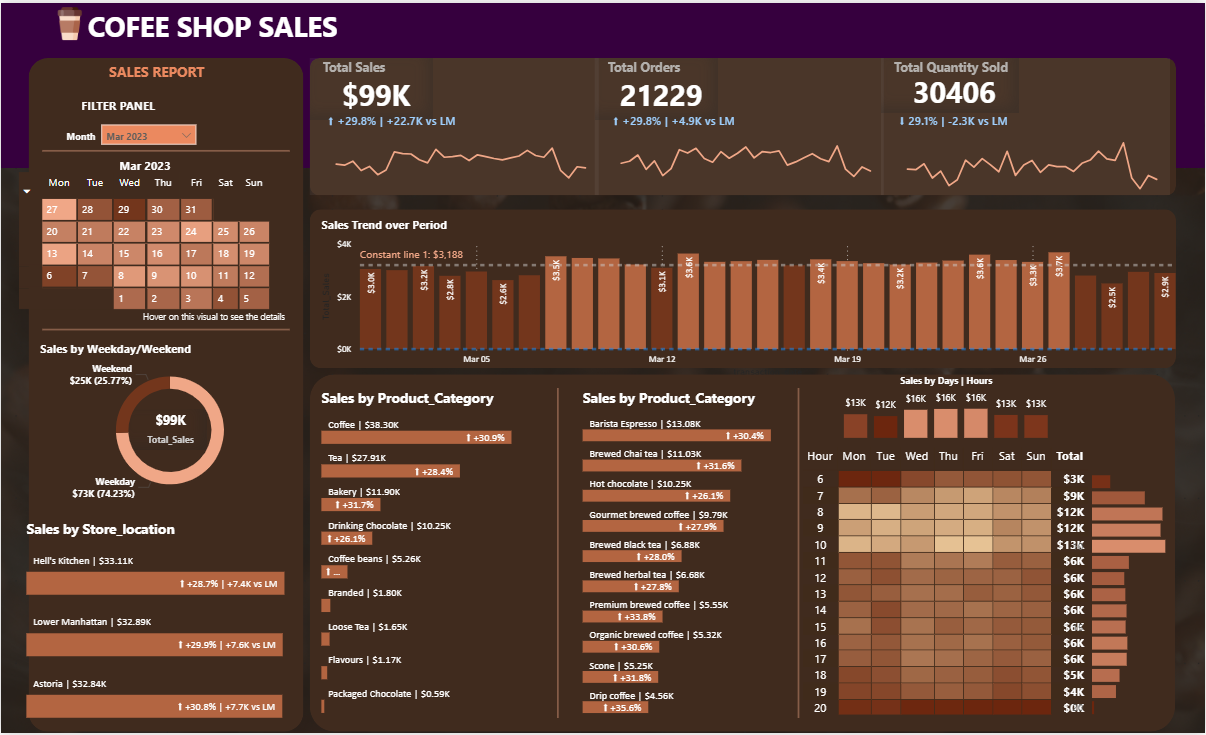 COFEE SHOP SALES
SALES REPORT
FILTER PANEL
Month Mar 2023
Mar 2023
Mon Tue Wed Thu Fri Sat Sun
27 28 29 30 31
20 21 22 23 24 25 26
13 14 15 16 17 18 19
6 7 8 9 10 11 12
1 2 3 4 5
Hover on this visual to see the details
Sales by Weekday/Weekend
Weekend
$25K (25.77%)
$99K
Total_Sales
Weekday
$73K (74.23%)
Sales by Store_location
Hell's Kitchen | $33.11K
⬆ +28.7% | +7.4K vs LM
Lower Manhattan | $32.89K
⬆ +29.9% | +7.6K vs LM
Astoria | $32.84K
⬆ +30.8% | +7.7K vs LM
Total Sales
$99K
⬆ +29.8% | +22.7K vs LM
Total Orders
21229
⬆ +29.8% | +4.9K vs LM
Total Quantity Sold
30406
⬇ 29.1% | -2.3K vs LM
Sales Trend over Period
$4K
$2K
$0K
Constant line 1: $3,188
$3.0K $3.2K $2.8K $2.6K $3.5K $3.1K $3.6K $3.4K $3.2K $3.6K $3.3K $3.7K $2.5K $2.9K
Mar 05 Mar 12 Mar 19 Mar 26
Sales by Product_Category
Coffee | $38.30K
⬆ +30.9%
Tea | $27.91K
⬆ +28.4%
Bakery | $11.90K
⬆ +31.7%
Drinking Chocolate | $10.25K
⬆ +26.1%
Coffee beans | $5.26K
⬆ ...
Branded | $1.80K
Loose Tea | $1.65K
Flavours | $1.17K
Packaged Chocolate | $0.59K
Sales by Product_Category
Barista Espresso | $13.08K
⬆ +30.4%
Brewed Chai tea | $11.03K
⬆ +31.6%
Hot chocolate | $10.25K
⬆ +26.1%
Gourmet brewed coffee | $9.79K
⬆ +27.9%
Brewed Black tea | $6.88K
⬆ +28.0%
Brewed herbal tea | $6.68K
⬆ +27.8%
Premium brewed coffee | $5.55K
⬆ +33.8%
Organic brewed coffee | $5.32K
⬆ +30.6%
Scone | $5.25K
⬆ +31.8%
Drip coffee | $4.56K
⬆ +35.6%
Sales by Days | Hours
$13K $12K $16K $16K $16K $13K $13K
Hour Mon Tue Wed Thu Fri Sat Sun Total
6 $3K
7 $9K
8 $12K
9 $12K
10 $13K
11 $6K
12 $6K
13 $6K
14 $6K
15 $6K
16 $6K
17 $6K
18 $5K
19 $4K
20 $0K